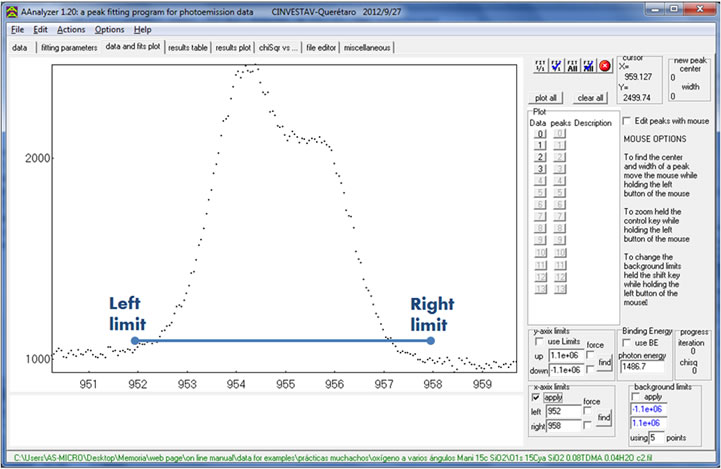 AAnalyzer 1.20: a peak fitting program for photoemission data CINVESTAV-Querétaro 2012/9/27
File Edit Actions Options Help
data fitting parameters data and fits plot results table results plot chiSqr vs ... file editor miscellaneous
2000
1000
951 952 953 954 955 956 957 958 959
Left
limit
Right
limit
plot all clear all
cursor
X=
959.127
Y=
2499.74
new peak
center
0
width
0
Plot
Data peaks Description
0 0
1 1
2 2
3 3
4 4
5 5
6 6
7 7
8 8
9 9
10 10
11 11
12 12
13 13
Edit peaks with mouse
MOUSE OPTIONS
To find the center
and width of a peak
move the mouse while
holding the left
button of the mouse
To zoom held the
control key while
holding the left
button of the mouse
To change the
background limits
held the shift key
while holding the
left button of the
mouse
y-axis limits
use Limits force
up 1.1e+06
down -1.1e+06
find
Binding Energy
use BE
photon energy
1486.7
progress
iteration
0
chisq
0
x-axis limits
apply force
left 952
right 958
find
background limits
apply
-1.1e+06
1.1e+06
using 5 points
C:\Users\AS-MICRO\Desktop\Memoria\web page\on line manual\data for examples\prácticas muchachos\oxígeno a varios ángulos Mani 15c SiO2\O1s 15Cya SiO2 0.08TDMA 0.04H2O c2.fil